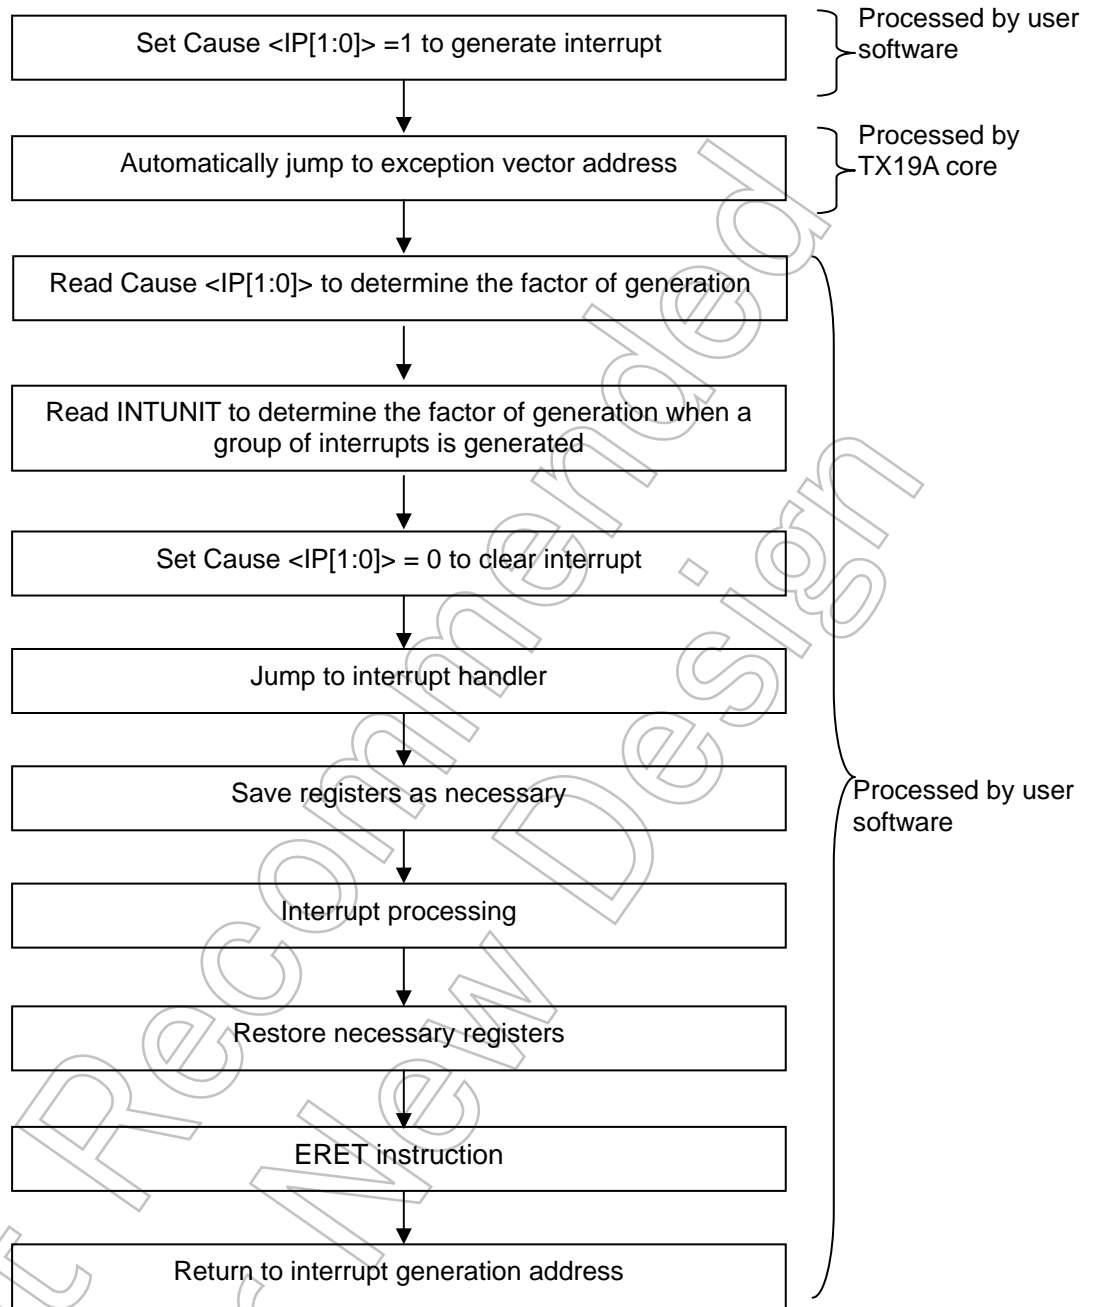 Set Cause <IP[1:0]> =1 to generate interrupt
Processed by user
software
Automatically jump to exception vector address
Processed by
TX19A core
Read Cause <IP[1:0]> to determine the factor of generation
Read INTUNIT to determine the factor of generation when a
group of interrupts is generated
Set Cause <IP[1:0]> = 0 to clear interrupt
Jump to interrupt handler
Save registers as necessary
Processed by user
software
Interrupt processing
Restore necessary registers
ERET instruction
Return to interrupt generation address
t Recommended
r New Design